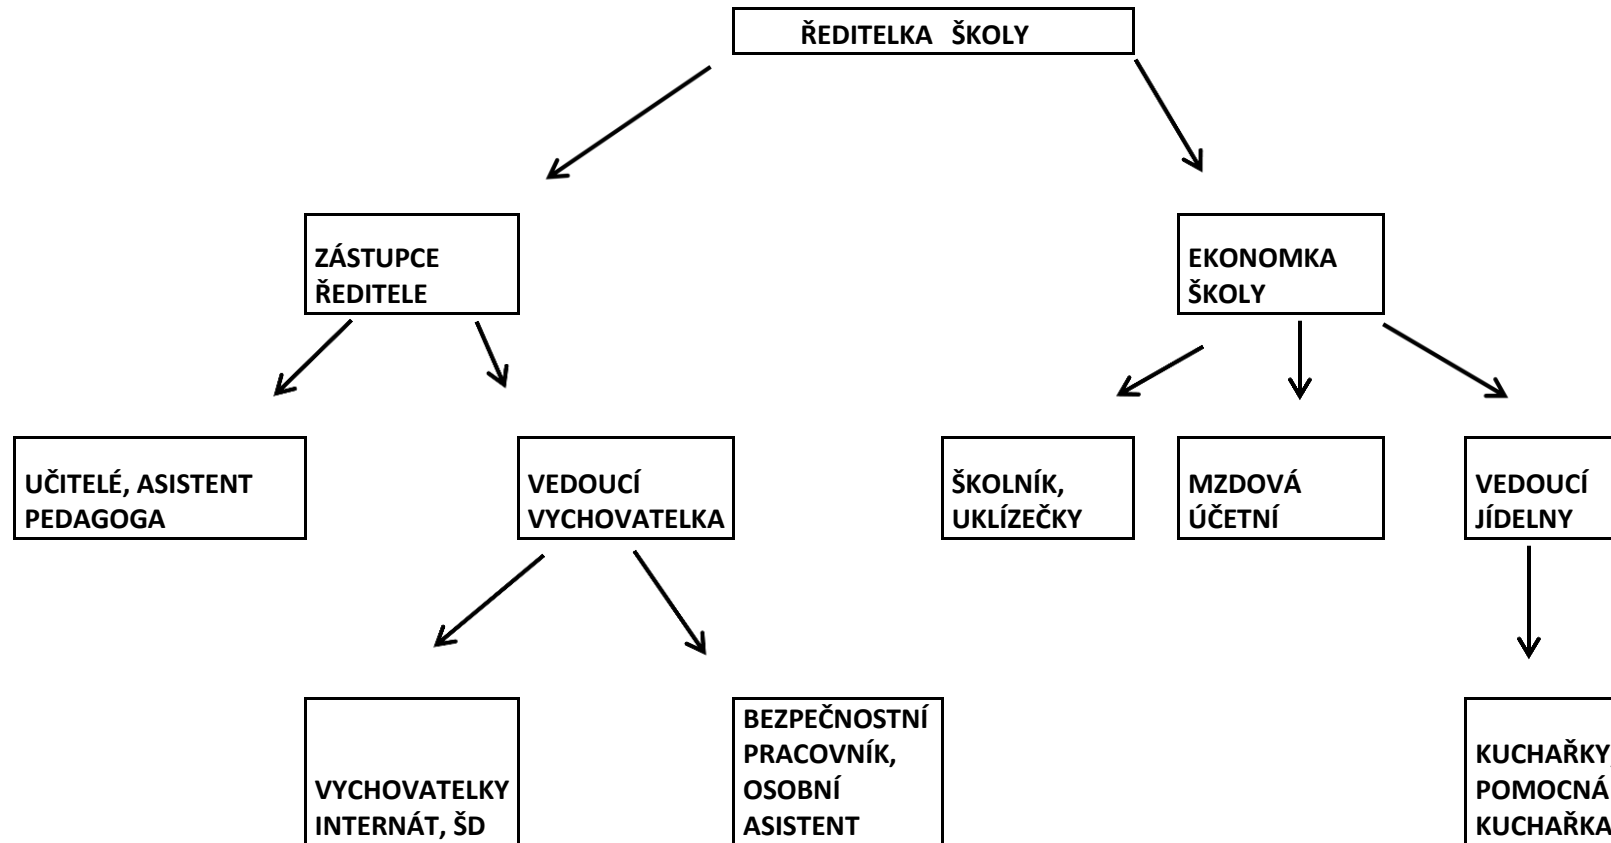 ŘEDITELKA ŠKOLY
ZÁSTUPCE
ŘEDITELE
EKONOMKA
ŠKOLY
UČITELÉ, ASISTENT
PEDAGOGA
VEDOUCÍ
VYCHOVATELKA
ŠKOLNÍK,
UKLÍZEČKY
MZDOVÁ
ÚČETNÍ
VEDOUCÍ
JÍDELNY
VYCHOVATELKY
INTERNÁT, ŠD
BEZPEČNOSTNÍ
PRACOVNÍK,
OSOBNÍ
ASISTENT
KUCHAŘKY,
POMOCNÁ
KUCHAŘKA